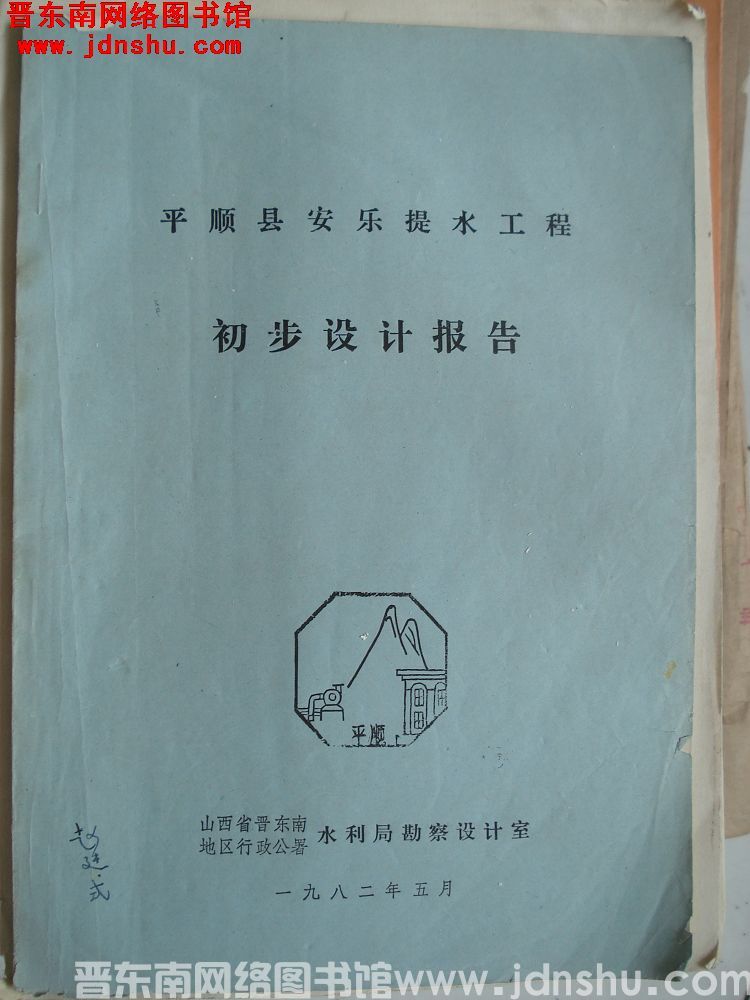 晋东南网络图书馆
www. jdnshu. com
平顺县安乐提水工程
初步设计报告
平顺
山西省晋东南
地区行政公署
水利局勘察设计室
一九八二年五月
晋东南网络图书馆www.jdnshu.com